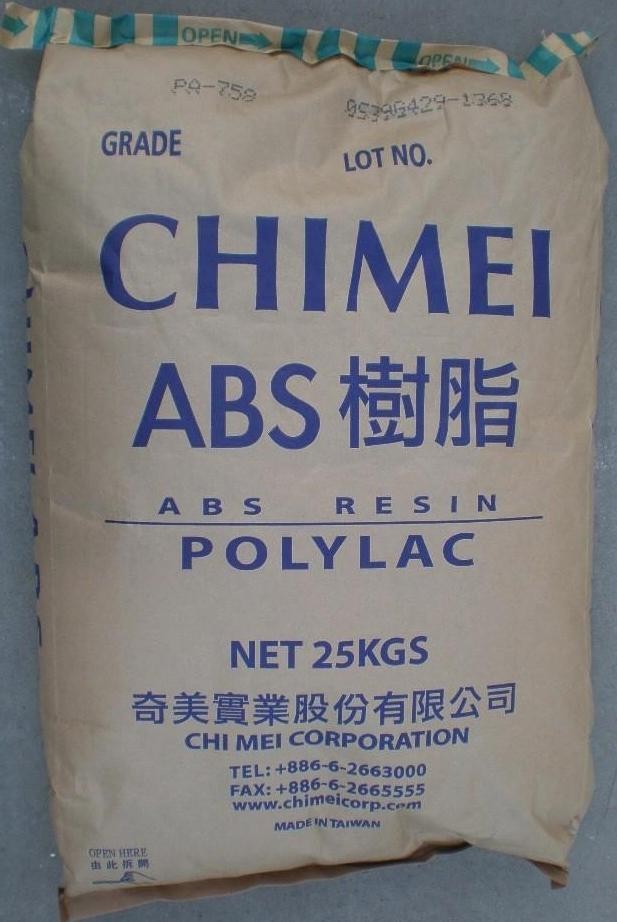 OPEN OPEN
PA-758
0539G429-1368
GRADE
LOT NO.
CHIMEI
ABS 樹脂
ABS RESIN
POLYLAC
NET 25KGS
奇美實業股份有限公司
CHI MEI CORPORATION
TEL: +886-6-2663000
FAX: +886-6-2665555
www.chimeicorp.com
MADE IN TAIWAN
OPEN HERE
由此拆開